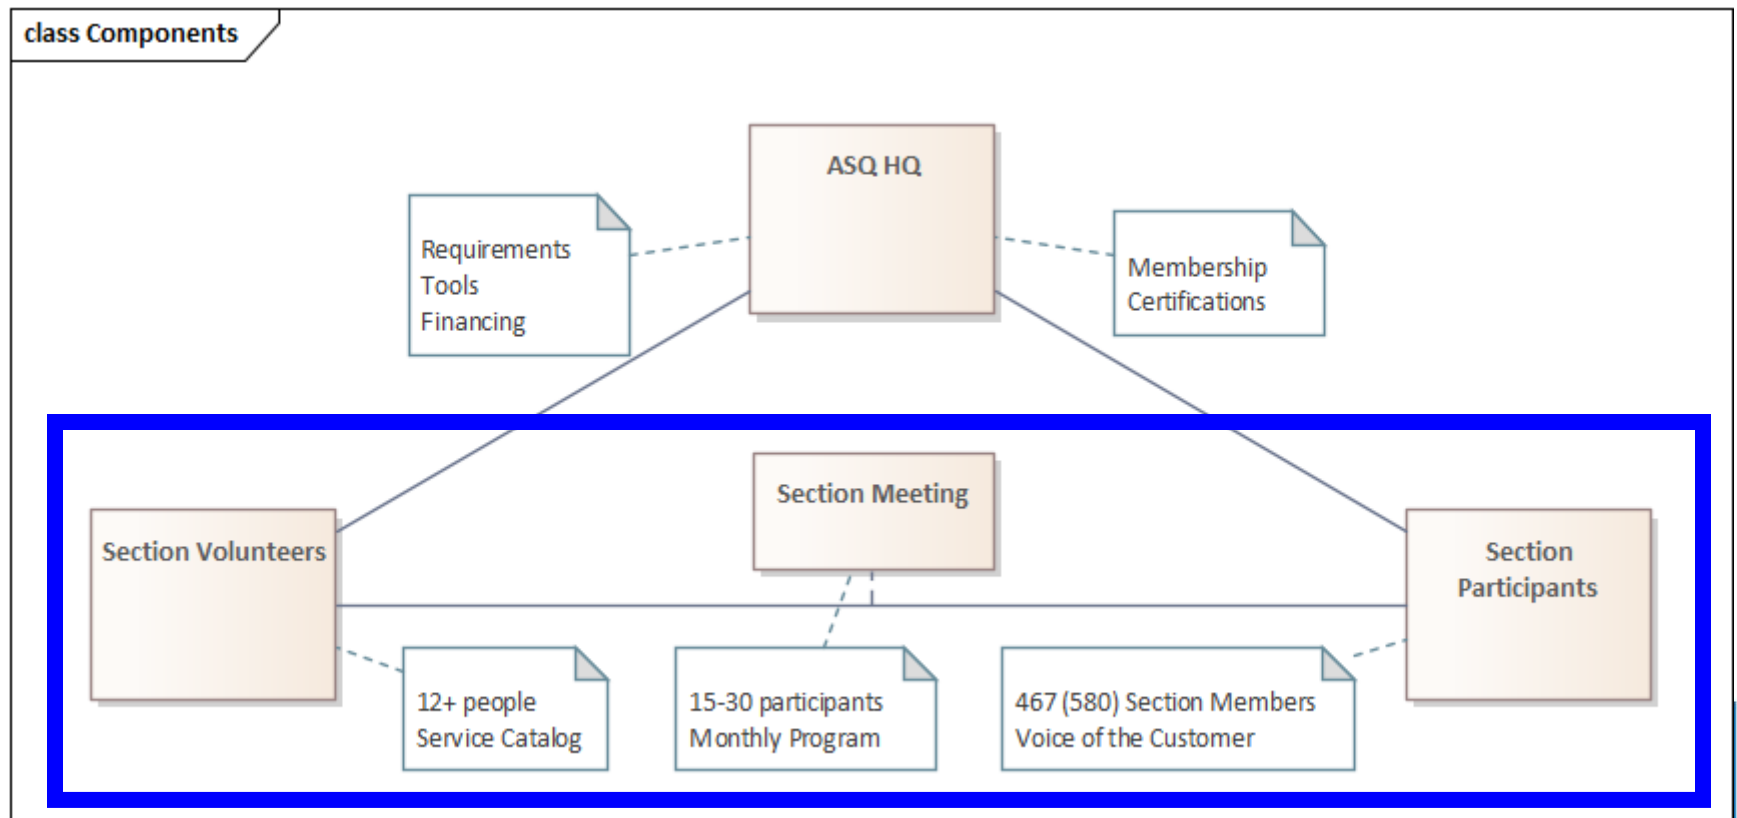 class Components
ASQ HQ
Requirements
Tools
Financing
Membership
Certifications
Section Meeting
Section Volunteers
Section
Participants
12+ people
Service Catalog
15-30 participants
Monthly Program
467 (580) Section Members
Voice of the Customer